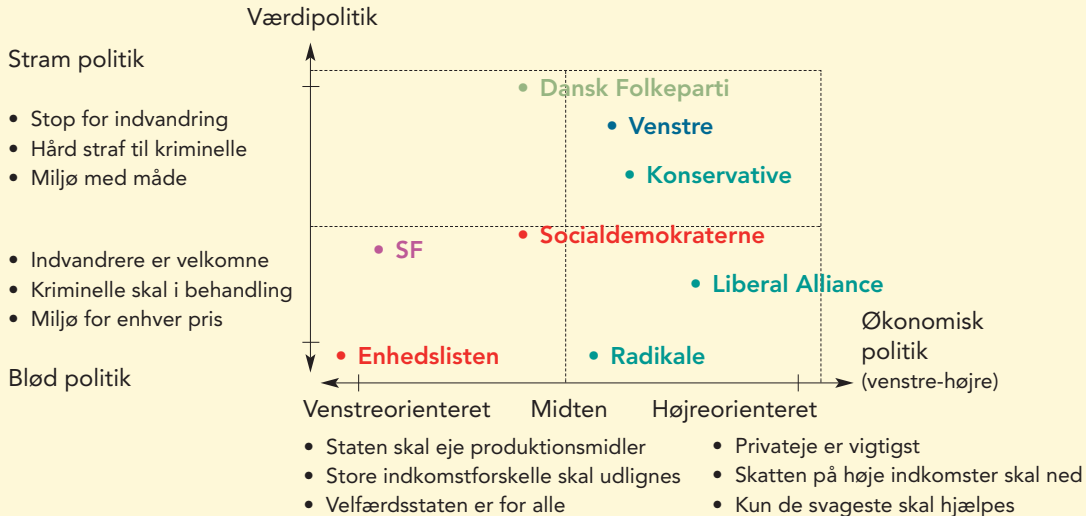 Værdipolitik
Stram politik
• Stop for indvandring
• Hård straf til kriminelle
• Miljø med måde
• Indvandrere er velkomne
• Kriminelle skal i behandling
• Miljø for enhver pris
Blød politik
• Dansk Folkeparti
• Venstre
• Konservative
• Socialdemokraterne
• SF
• Liberal Alliance
• Enhedslisten
• Radikale
Økonomisk
politik
(venstre-højre)
Venstreorienteret
Midten
Højreorienteret
• Staten skal eje produktionsmidler
• Store indkomstforskelle skal udlignes
• Velfærdsstaten er for alle
• Privateje er vigtigst
• Skatten på høje indkomster skal ned
• Kun de svageste skal hjælpes